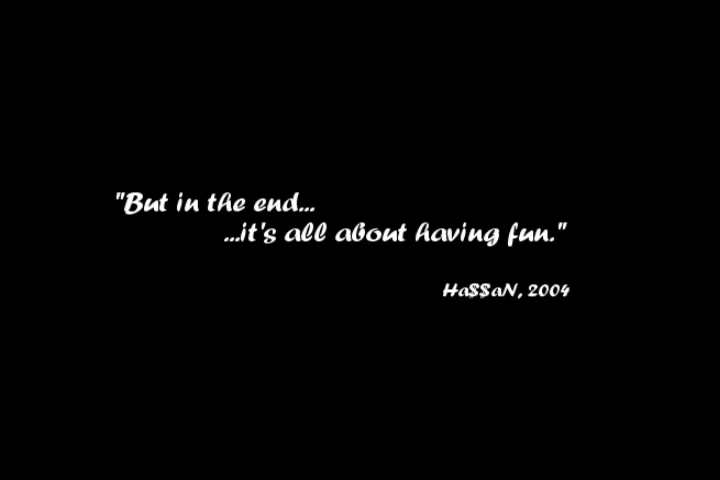 "But in the end...
...it's all about having fun."
Ha$$aN, 2004